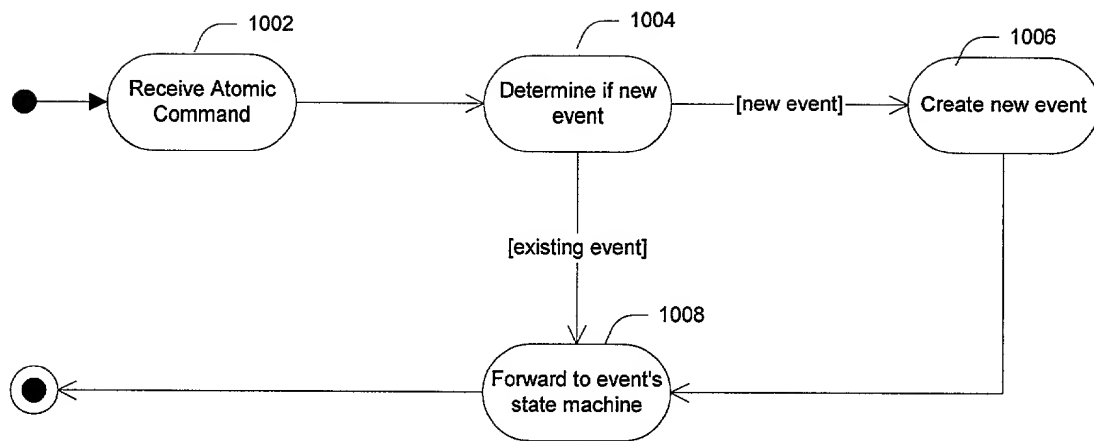 1002
1004
1006
Receive Atomic
Command
Determine if new
event
[new event]
Create new event
[existing event]
1008
Forward to event's
state machine